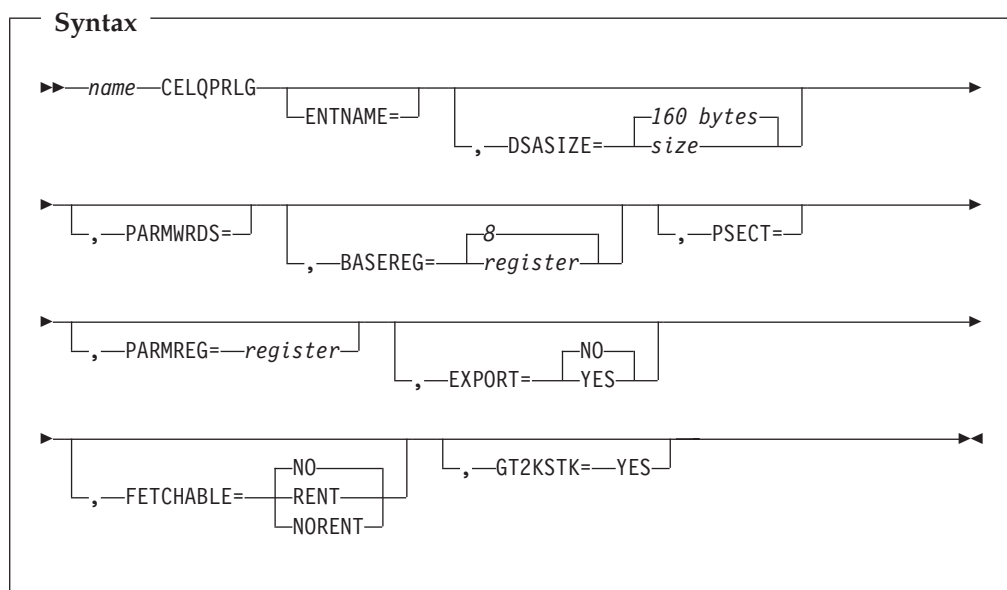 Syntax
name CELQPRLG
ENTNAME=
, DSASIZE= 160 bytes
size
, PARMWRDS=
, BASEREG= 8
register
, PSECT=
, PARMREG= register
, EXPORT= NO
YES
, FETCHABLE= NO
RENT
NORENT
, GT2KSTK= YES